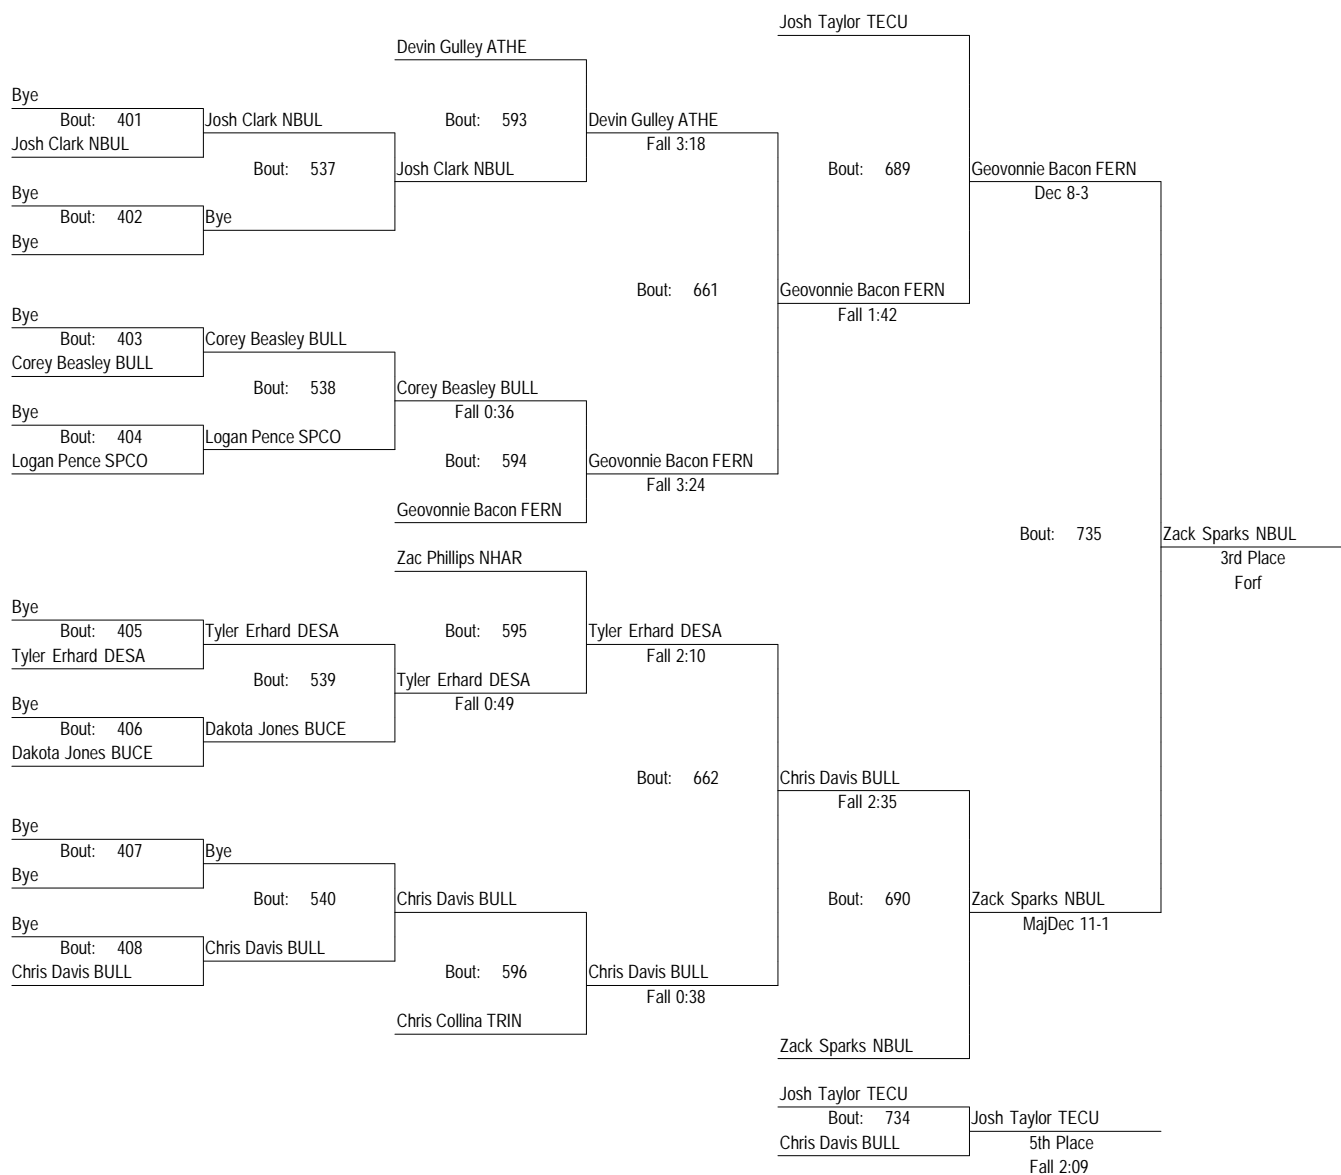 Josh Taylor TECU
Devin Gulley ATHE
Bye
Bout: 401
Josh Clark NBUL
Josh Clark NBUL
Bout: 593
Devin Gulley ATHE
Fall 3:18
Bout: 537
Josh Clark NBUL
Bout: 689
Geovonnie Bacon FERN
Dec 8-3
Bye
Bout: 402
Bye
Bye
Bout: 661
Geovonnie Bacon FERN
Fall 1:42
Bye
Bout: 403
Corey Beasley BULL
Corey Beasley BULL
Bout: 538
Corey Beasley BULL
Fall 0:36
Bye
Bout: 404
Logan Pence SPCO
Logan Pence SPCO
Bout: 594
Geovonnie Bacon FERN
Fall 3:24
Geovonnie Bacon FERN
Bout: 735
Zack Sparks NBUL
3rd Place
Forf
Zac Phillips NHAR
Bye
Bout: 405
Tyler Erhard DESA
Tyler Erhard DESA
Bout: 595
Tyler Erhard DESA
Fall 2:10
Bout: 539
Tyler Erhard DESA
Fall 0:49
Bye
Bout: 406
Dakota Jones BUCE
Dakota Jones BUCE
Bout: 662
Chris Davis BULL
Fall 2:35
Bye
Bout: 407
Bye
Bye
Bout: 540
Chris Davis BULL
Bout: 690
Zack Sparks NBUL
MajDec 11-1
Bye
Bout: 408
Chris Davis BULL
Chris Davis BULL
Bout: 596
Chris Davis BULL
Fall 0:38
Chris Collina TRIN
Zack Sparks NBUL
Josh Taylor TECU
Bout: 734
Chris Davis BULL
Josh Taylor TECU
5th Place
Fall 2:09